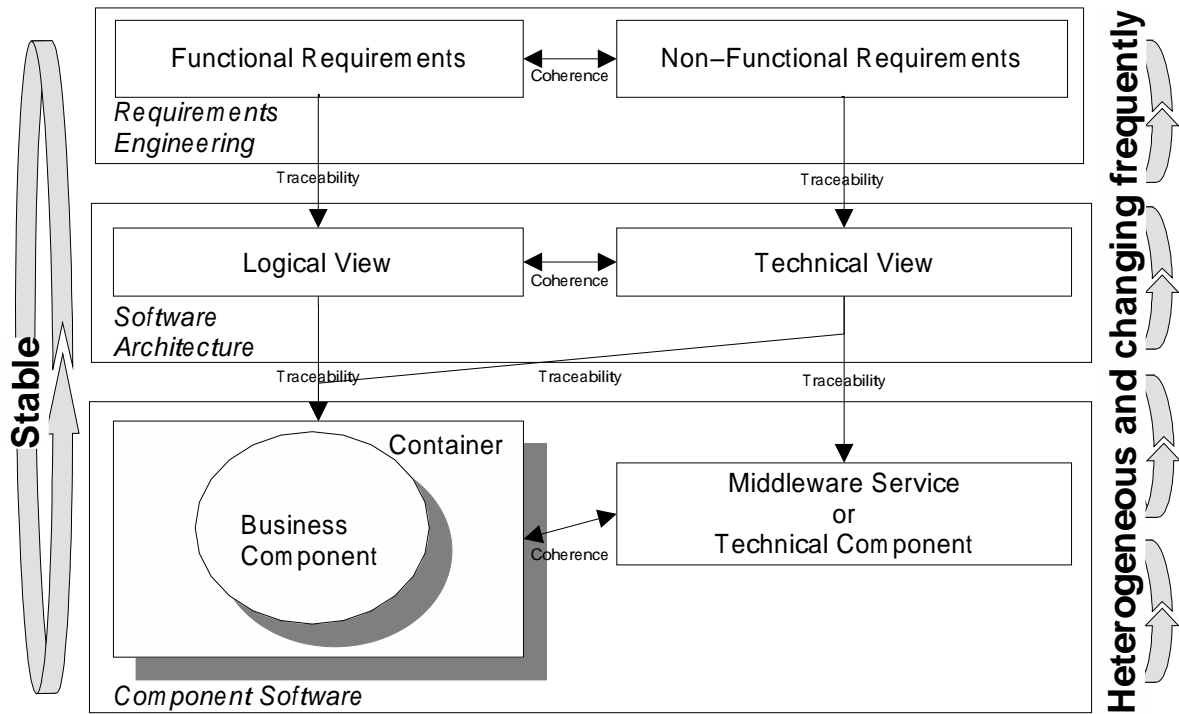 Functional Requirements
Non–Functional Requirements
Coherence
Requirements
Engineering
Traceability
Traceability
Logical View
Technical View
Coherence
Software
Architecture
Traceability
Traceability
Traceability
Container
Business
Component
Middleware Service
or
Technical Component
Coherence
Component Software
Stable
Heterogeneous and changing frequently